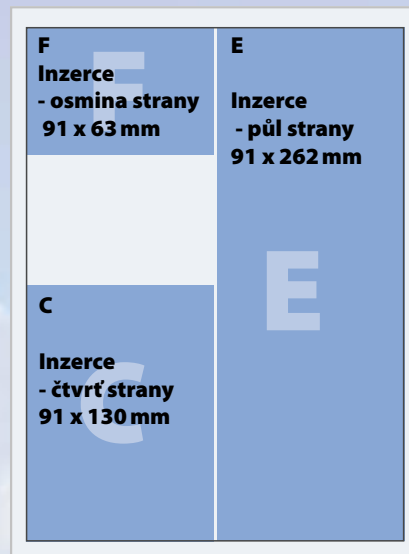 F
Inzerce
- osmina strany
91 x 63 mm
F
E
Inzerce
- půl strany
91 x 262 mm
E
C
Inzerce
- čtvrť strany
91 x 130 mm
C